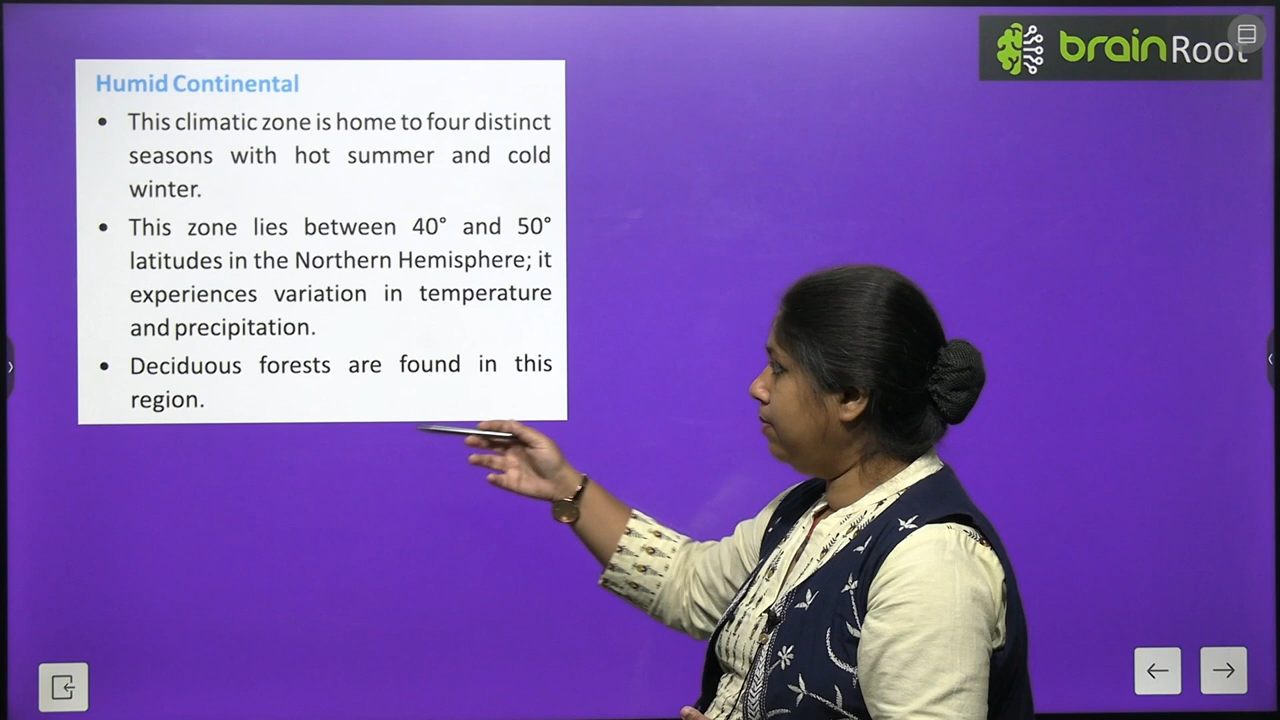 brainRoot
Humid Continental
• This climatic zone is home to four distinct
seasons with hot summer and cold
winter.
• This zone lies between 40° and 50°
latitudes in the Northern Hemisphere; it
experiences variation in temperature
and precipitation.
• Deciduous forests are found in this
region.